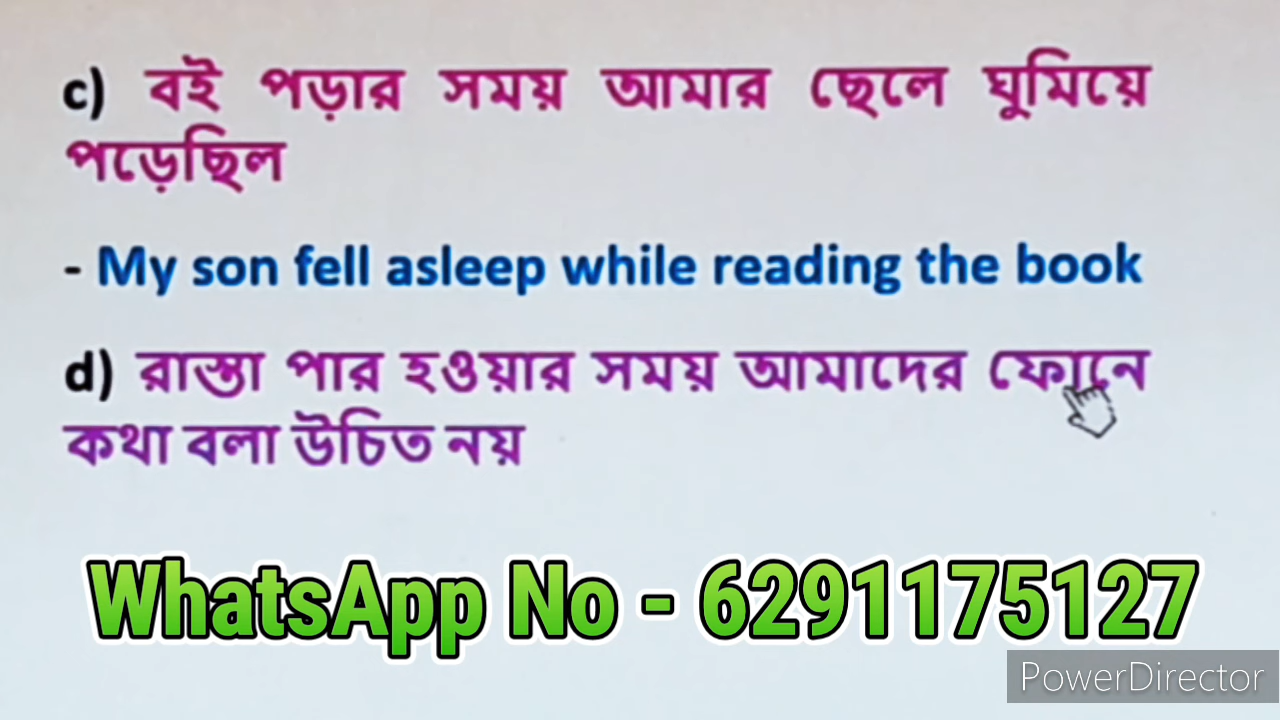 c) বই পড়ার সময় আমার ছেলে ঘুমিয়ে
পড়েছিল
- My son fell asleep while reading the book
d) রাস্তা পার হওয়ার সময় আমাদের ফোনে
কথা বলা উচিত নয়
WhatsApp No - 6291175127
PowerDirector